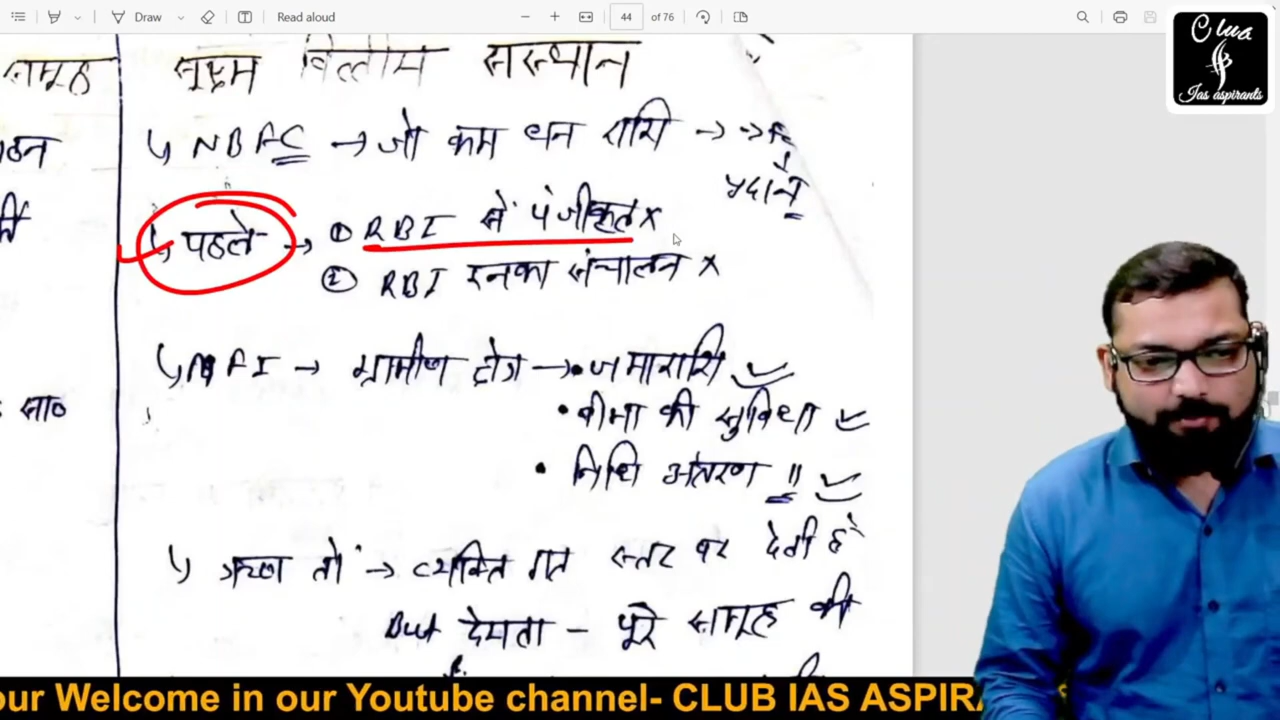 Draw
Read aloud
44 of 76
Club
Ias aspirants
समूह
सूक्ष्म वित्तीय संस्थान
↳ NBFC → जो कम धन राशि →
प्रदान
↳ पहले → ① RBI से पंजीकृत x
② RBI इनका संचालन x
↳ MFI → ग्रामीण क्षेत्र → • जमाराशि
• बीमा की सुविधा
साठ
• निधि अंतरण "
↳ ऋण तो → व्यक्तिगत स्तर पर देती है
But देयता - पूरे समूह की
our Welcome in our Youtube channel- CLUB IAS ASPIRA